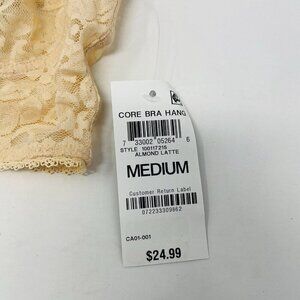 CORE BRA HANG
7 33002 05264 6
STYLE 100117215
ALMOND LATTE
MEDIUM
Customer Return Label
072233309862
CA01-001
$24.99